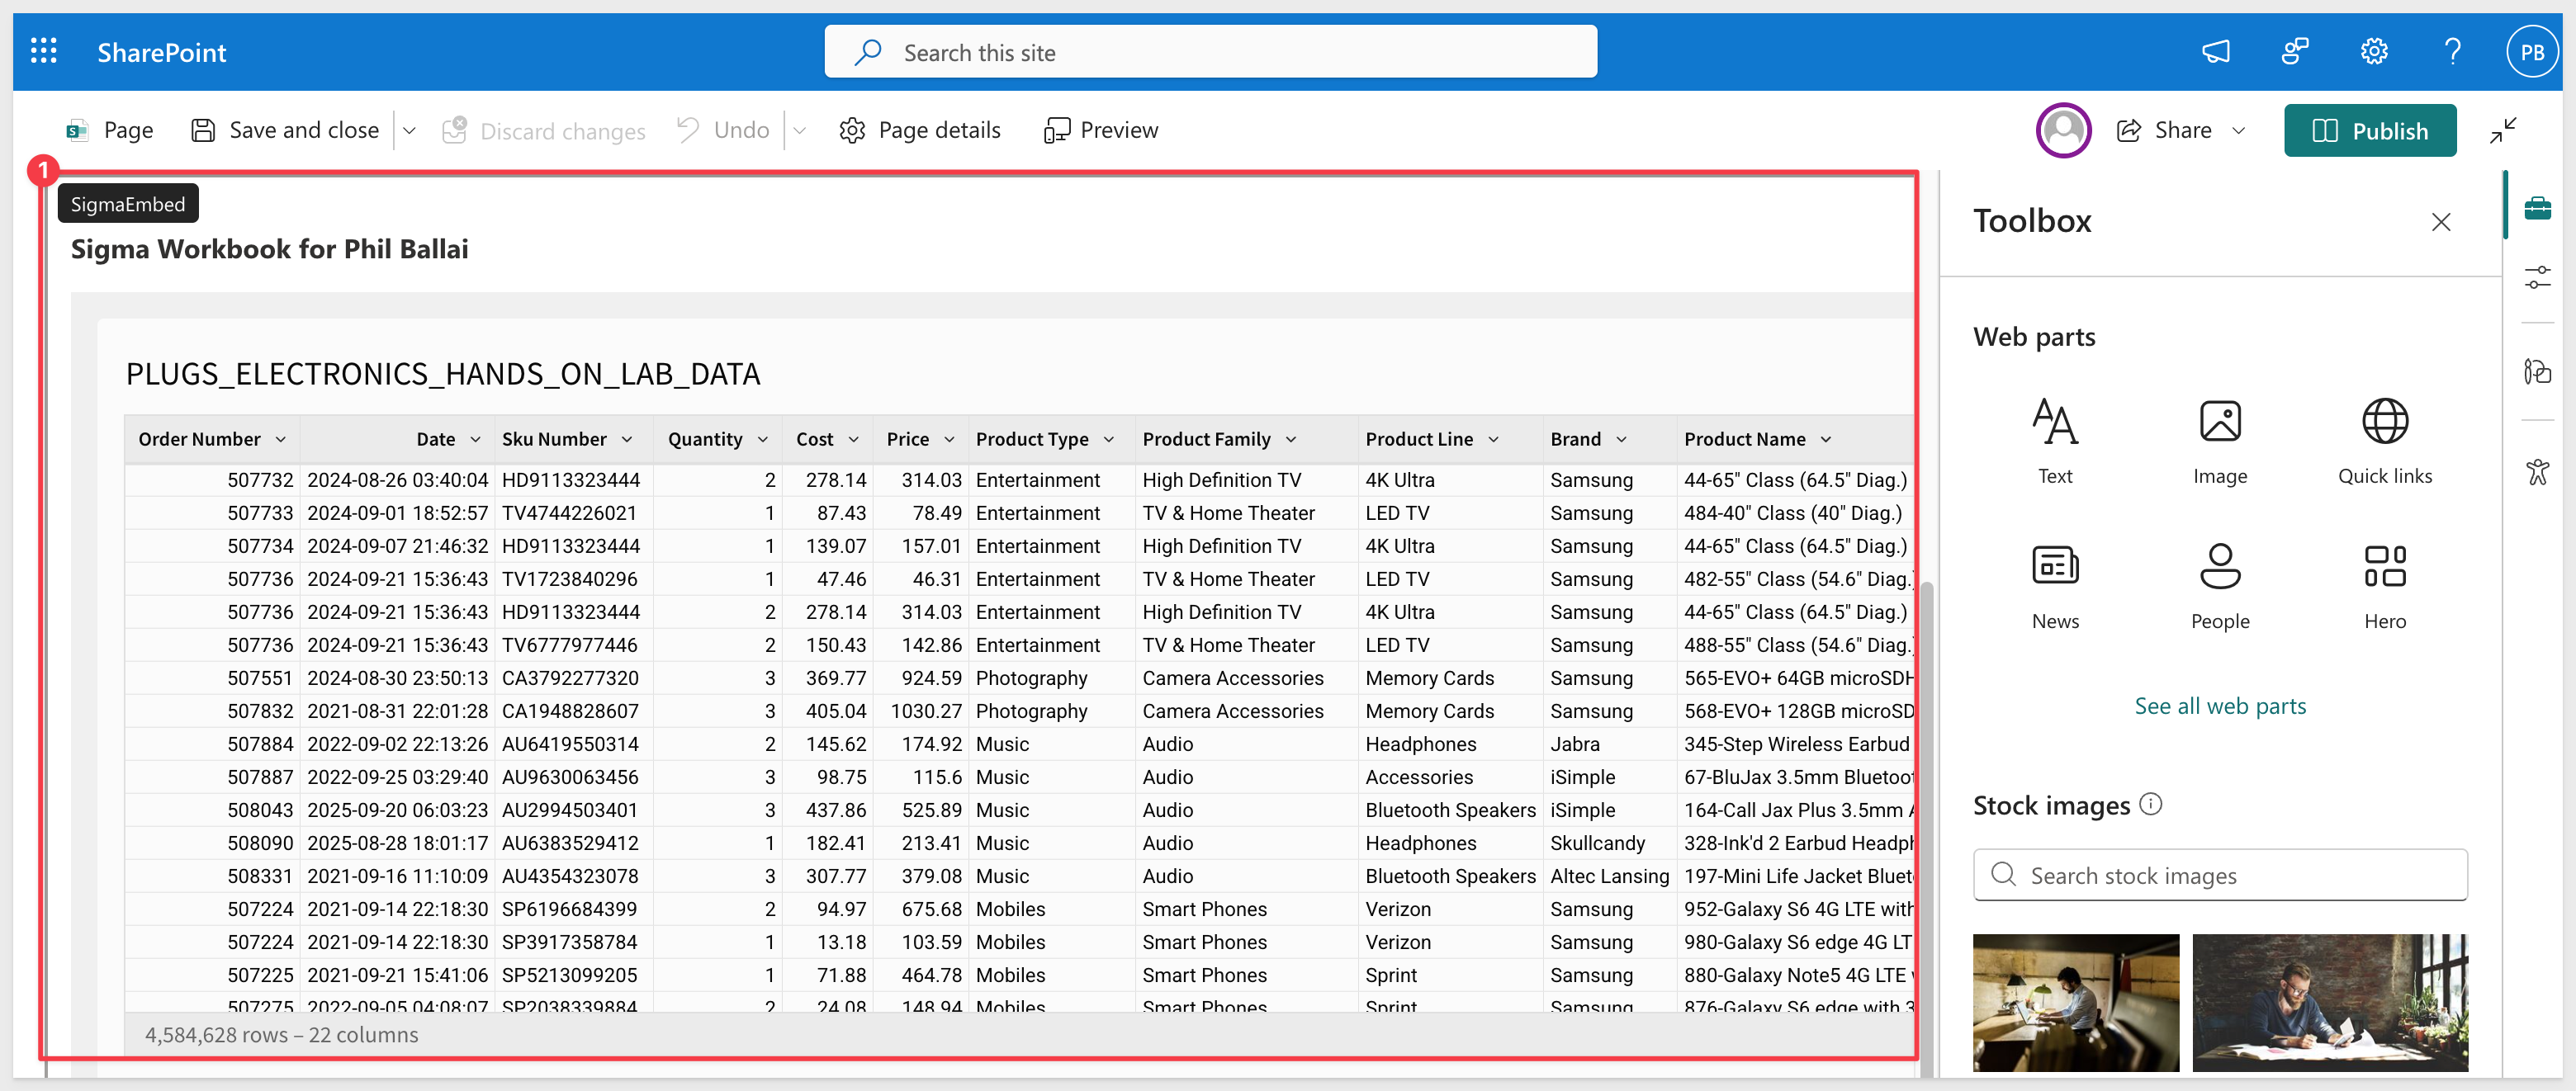 SharePoint
Search this site
PB
Page
Save and close
Discard changes
Undo
Page details
Preview
Share
Publish
1
SigmaEmbed
Sigma Workbook for Phil Ballai
PLUGS_ELECTRONICS_HANDS_ON_LAB_DATA
Order Number Date Sku Number Quantity Cost Price Product Type Product Family Product Line Brand Product Name
507732 2024-08-26 03:40:04 HD9113323444 2 278.14 314.03 Entertainment High Definition TV 4K Ultra Samsung 44-65" Class (64.5" Diag.)
507733 2024-09-01 18:52:57 TV4744226021 1 87.43 78.49 Entertainment TV & Home Theater LED TV Samsung 484-40" Class (40" Diag.)
507734 2024-09-07 21:46:32 HD9113323444 1 139.07 157.01 Entertainment High Definition TV 4K Ultra Samsung 44-65" Class (64.5" Diag.)
507736 2024-09-21 15:36:43 TV1723840296 1 47.46 46.31 Entertainment TV & Home Theater LED TV Samsung 482-55" Class (54.6" Diag.)
507736 2024-09-21 15:36:43 HD9113323444 2 278.14 314.03 Entertainment High Definition TV 4K Ultra Samsung 44-65" Class (64.5" Diag.)
507736 2024-09-21 15:36:43 TV6777977446 2 150.43 142.86 Entertainment TV & Home Theater LED TV Samsung 488-55" Class (54.6" Diag.)
507551 2024-08-30 23:50:13 CA3792277320 3 369.77 924.59 Photography Camera Accessories Memory Cards Samsung 565-EVO+ 64GB microSDH
507832 2021-08-31 22:01:28 CA1948828607 3 405.04 1030.27 Photography Camera Accessories Memory Cards Samsung 568-EVO+ 128GB microSD
507884 2022-09-02 22:13:26 AU6419550314 2 145.62 174.92 Music Audio Headphones Jabra 345-Step Wireless Earbud
507887 2022-09-25 03:29:40 AU9630063456 3 98.75 115.6 Music Audio Accessories iSimple 67-BluJax 3.5mm Bluetoot
508043 2025-09-20 06:03:23 AU2994503401 3 437.86 525.89 Music Audio Bluetooth Speakers iSimple 164-Call Jax Plus 3.5mm A
508090 2025-08-28 18:01:17 AU6383529412 1 182.41 213.41 Music Audio Headphones Skullcandy 328-Ink'd 2 Earbud Headph
508331 2021-09-16 11:10:09 AU4354323078 3 307.77 379.08 Music Audio Bluetooth Speakers Altec Lansing 197-Mini Life Jacket Bluet
507224 2021-09-14 22:18:30 SP6196684399 2 94.97 675.68 Mobiles Smart Phones Verizon Samsung 952-Galaxy S6 4G LTE with
507224 2021-09-14 22:18:30 SP3917358784 1 13.18 103.59 Mobiles Smart Phones Verizon Samsung 980-Galaxy S6 edge 4G LT
507225 2021-09-21 15:41:06 SP5213099205 1 71.88 464.78 Mobiles Smart Phones Sprint Samsung 880-Galaxy Note5 4G LTE
507275 2022-09-05 04:08:07 SP2038339884 2 24.08 148.94 Mobiles Smart Phones Sprint Samsung 876-Galaxy S6 edge with 3
4,584,628 rows – 22 columns
Toolbox
Web parts
Text
Image
Quick links
News
People
Hero
See all web parts
Stock images
Search stock images